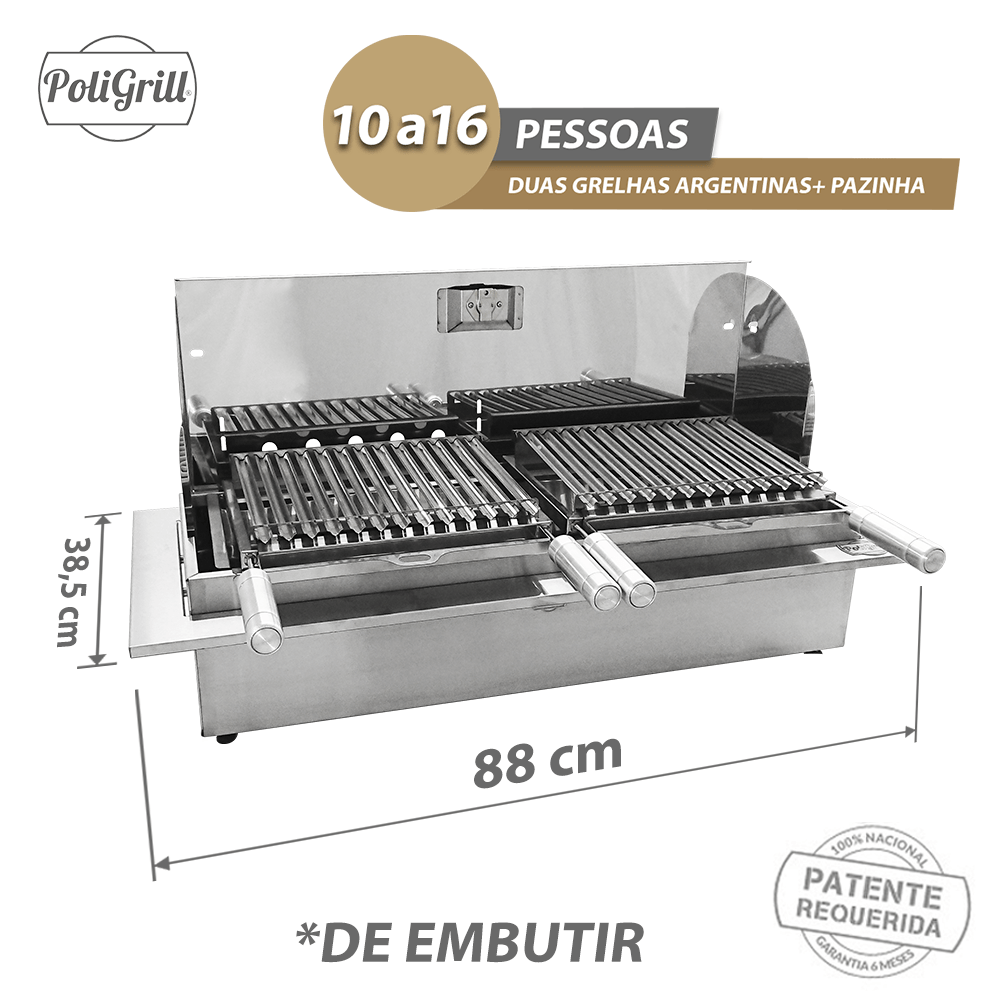 PoliGrill®
10 a 16
PESSOAS
DUAS GRELHAS ARGENTINAS+ PAZINHA
38,5 cm
88 cm
*DE EMBUTIR
100% NACIONAL
PATENTE
REQUERIDA
GARANTIA 6 MESES